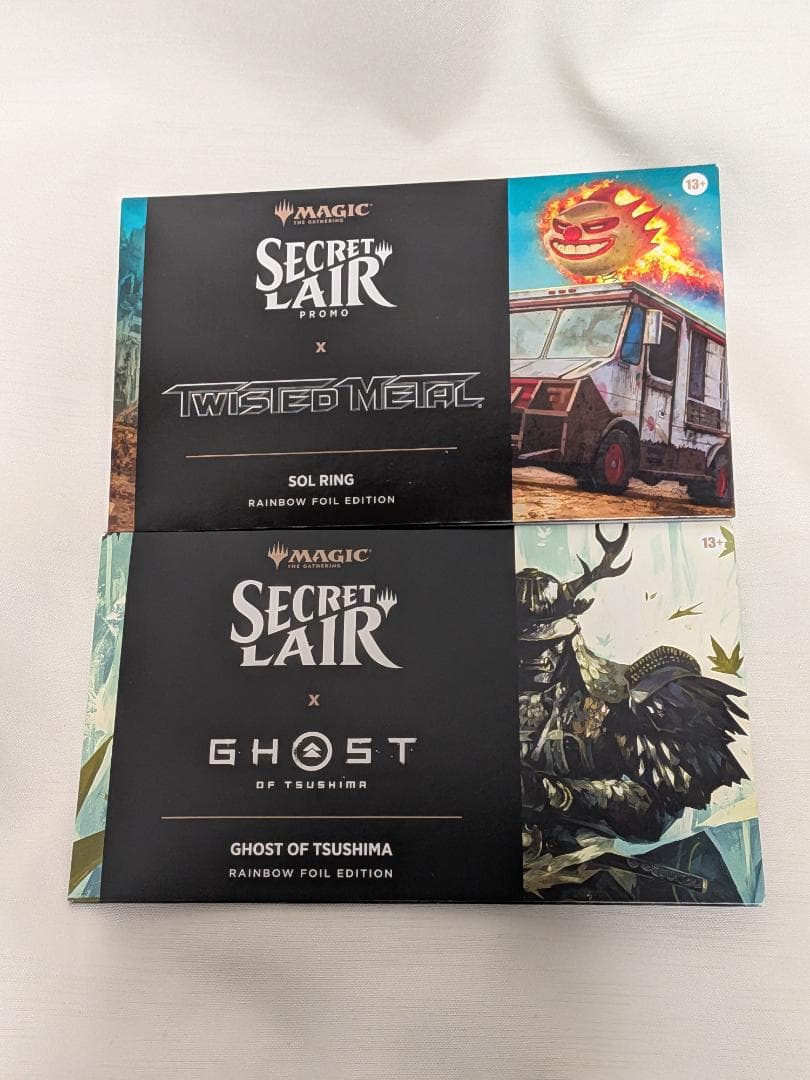 13+
MAGIC
THE GATHERING
SECRET
LAIR
PROMO
X
TWISTED METAL
SOL RING
RAINBOW FOIL EDITION
13+
MAGIC
THE GATHERING
SECRET
LAIR
X
GHOST
OF TSUSHIMA
GHOST OF TSUSHIMA
RAINBOW FOIL EDITION